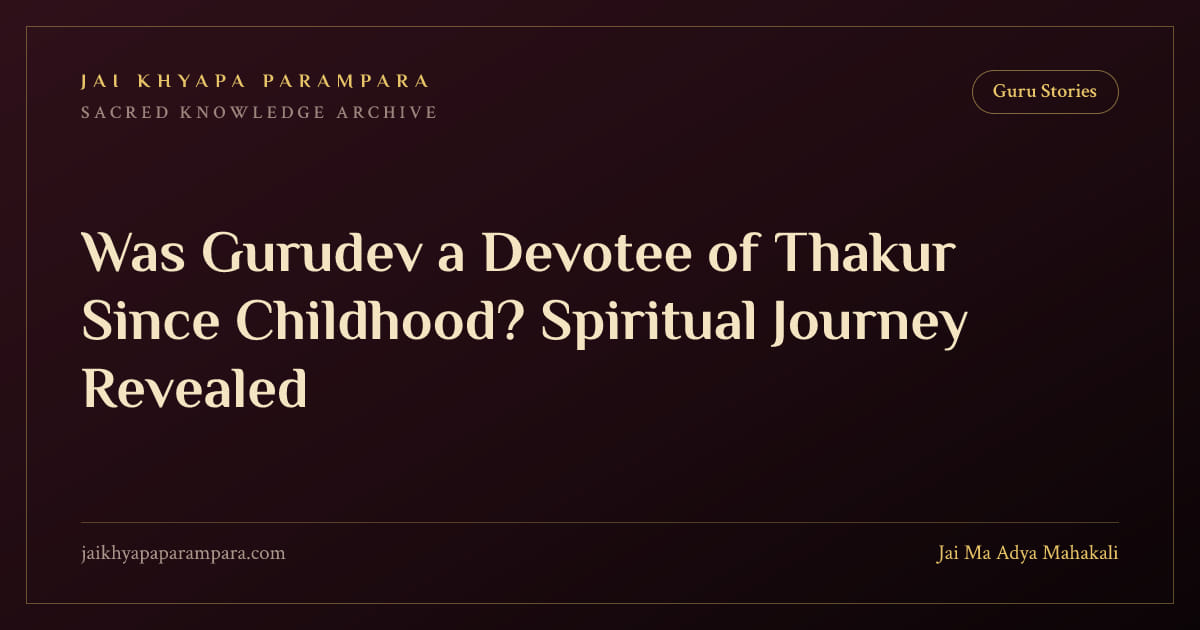 JAI KHYAPA PARAMPARA
SACRED KNOWLEDGE ARCHIVE
Guru Stories
Was Gurudev a Devotee of Thakur
Since Childhood? Spiritual Journey
Revealed
jaikhyapaparampara.com
Jai Ma Adya Mahakali